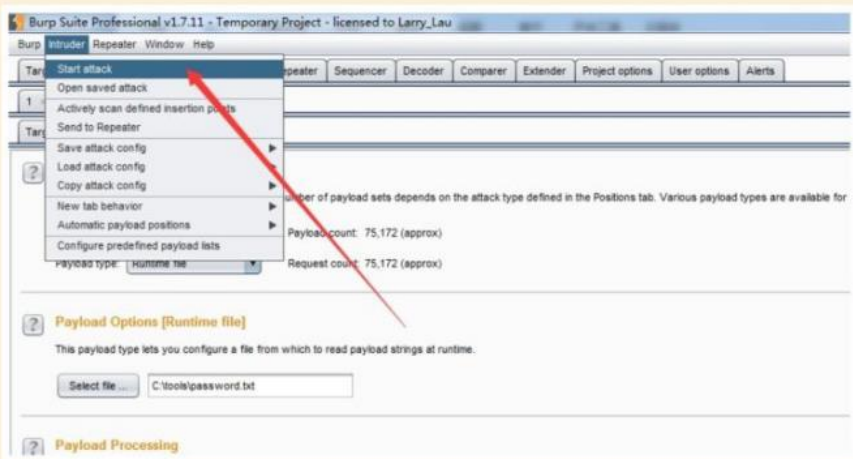 Burp Suite Professional v1.7.11 - Temporary Project - licensed to Larry_Lau
Burp Intruder Repeater Window Help
Tar Start attack peater Sequencer Decoder Comparer Extender Project options User options Alerts
Open saved attack
1 Actively scan defined insertion points
Tar Send to Repeater
Save attack config
? Load attack config
Copy attack config
umber of payload sets depends on the attack type defined in the Positions tab. Various payload types are available for
New tab behavior
Automatic payload positions Payload count: 75,172 (approx)
Configure predefined payload lists
Payload type: Runtime file Request count: 75,172 (approx)
? Payload Options [Runtime file]
This payload type lets you configure a file from which to read payload strings at runtime.
Select file ... C:\tools\password.txt
? Payload Processing